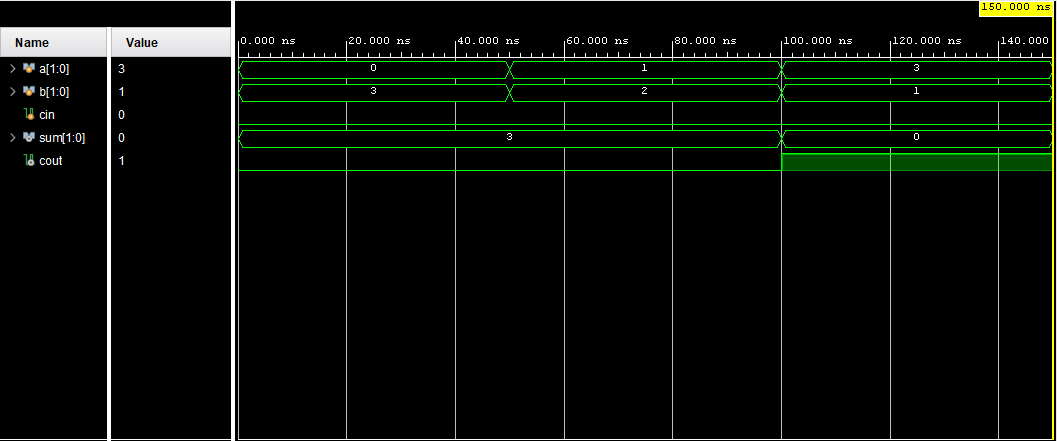 150.000 ns
Name Value 0.000 ns 20.000 ns 40.000 ns 60.000 ns 80.000 ns 100.000 ns 120.000 ns 140.000
a[1:0] 3 0 1 3
b[1:0] 1 3 2 1
cin 0
sum[1:0] 0 3 0
cout 1